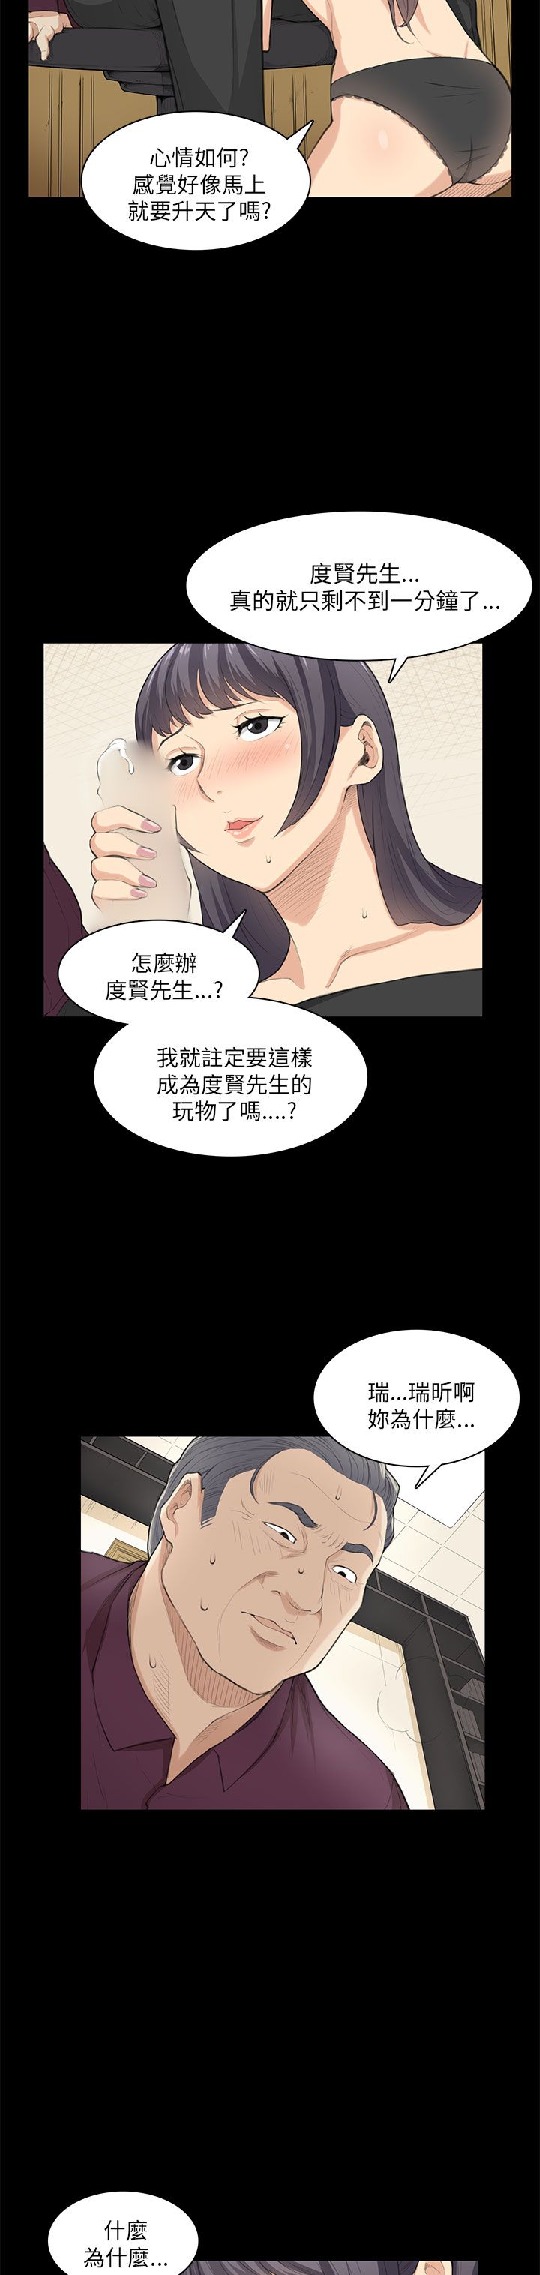 心情如何?
感覺好像馬上
就要升天了嗎?
度賢先生...
真的就只剩不到一分鐘了...
怎麼辦
度賢先生...?
我就註定要這樣
成為度賢先生的
玩物了嗎....?
瑞...瑞昕啊
妳為什麼...
什麼
為什麼...